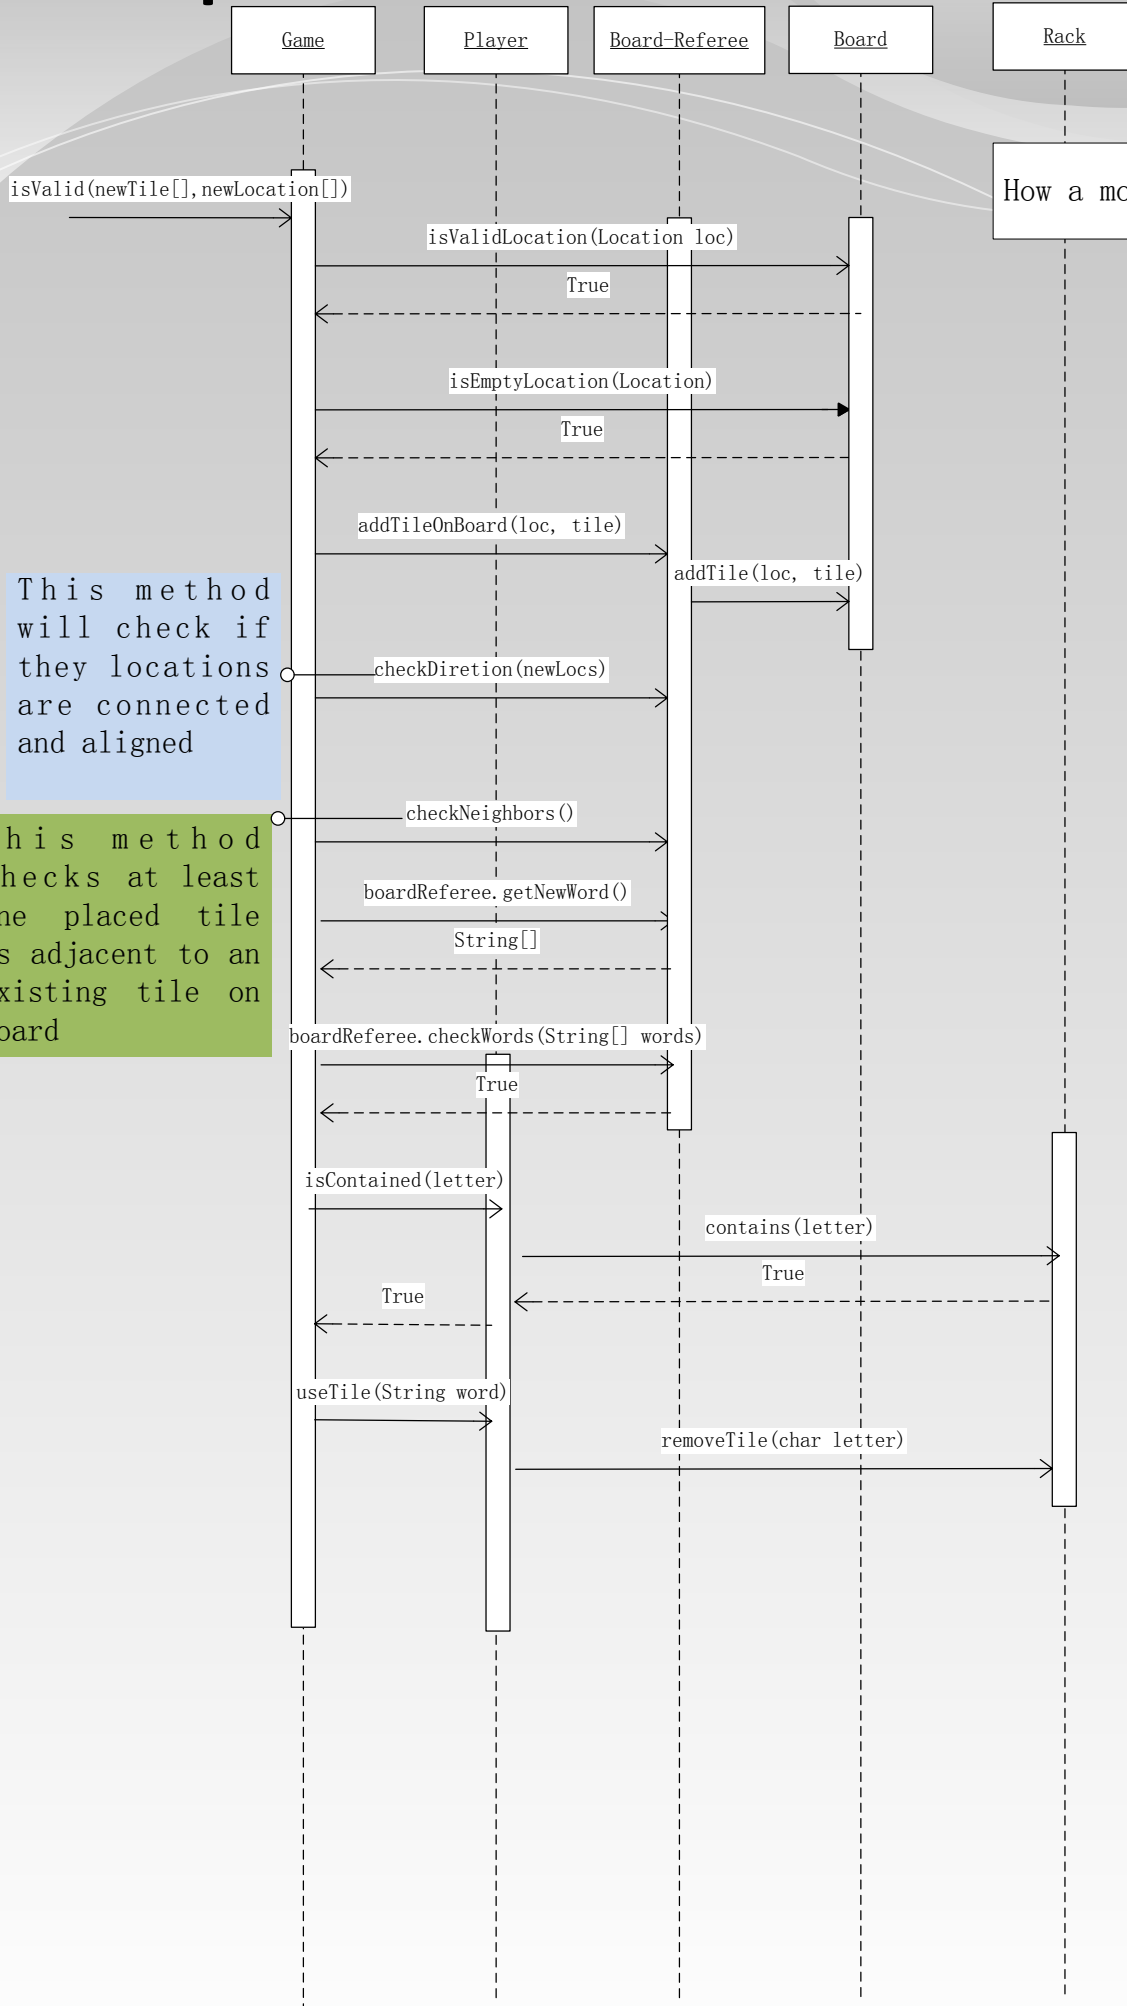 Game
Player
Board-Referee
Board
Rack
isValid(newTile[],newLocation[])
How a mo
isValidLocation(Location loc)
True
isEmptyLocation(Location)
True
addTileOnBoard(loc, tile)
addTile(loc, tile)
This method
will check if
they locations
are connected
and aligned
checkDiretion(newLocs)
checkNeighbors()
his method
hecks at least
ne placed tile
s adjacent to an
xisting tile on
oard
boardReferee.getNewWord()
String[]
boardReferee.checkWords(String[] words)
True
isContained(letter)
contains(letter)
True
True
useTile(String word)
removeTile(char letter)